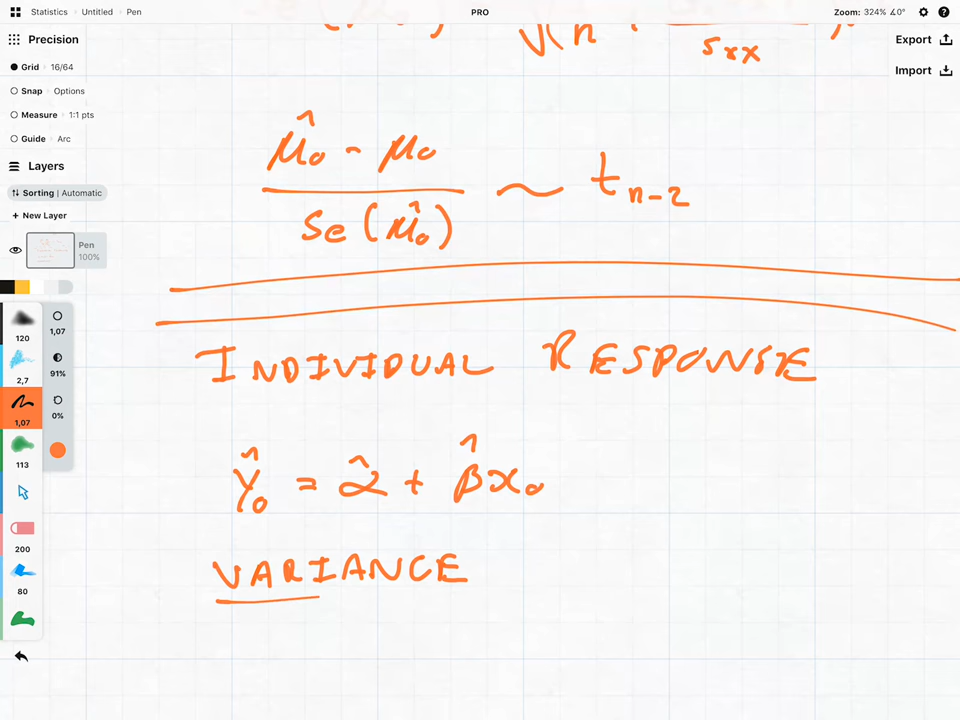 Statistics › Untitled › Pen
PRO
Zoom: 324% ∡0°
Precision
Export
Grid › 16/64
Import
Snap › Options
Measure › 1:1 pts
Guide › Arc
Layers
Sorting | Automatic
+ New Layer
Pen
100%
120
2,7
1,07
113
200
80
1,07
91%
0%
√(n
Sxx
μ̂₀ - μ₀
Se(μ̂₀)
~ tₙ₋₂
INDIVIDUAL RESPONSE
Ŷ₀ = α̂ + β̂x₀
VARIANCE